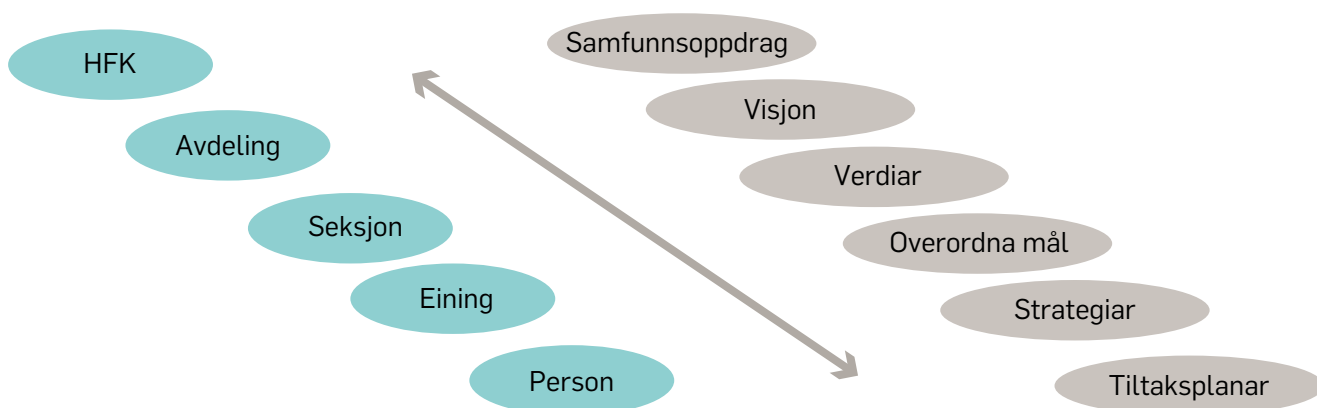 HFK
Avdeling
Seksjon
Eining
Person
Samfunnsoppdrag
Visjon
Verdiar
Overordna mål
Strategiar
Tiltaksplanar